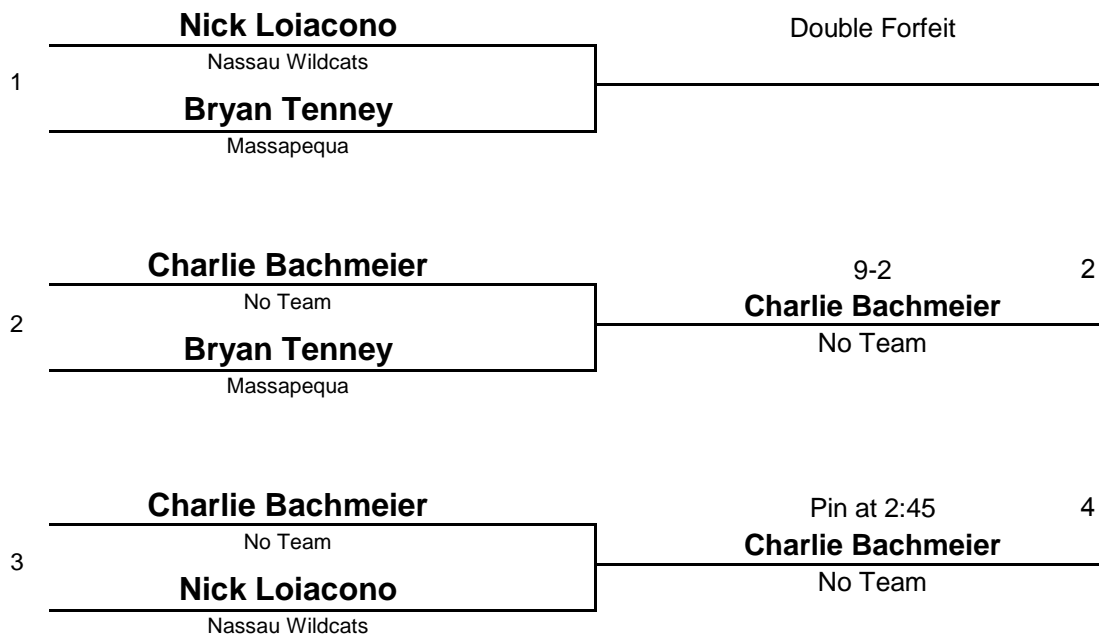 Nick Loiacono
Double Forfeit
Nassau Wildcats
1
Bryan Tenney
Massapequa
Charlie Bachmeier
9-2 2
No Team
Charlie Bachmeier
2
No Team
Bryan Tenney
Massapequa
Charlie Bachmeier
Pin at 2:45 4
No Team
Charlie Bachmeier
3
No Team
Nick Loiacono
Nassau Wildcats